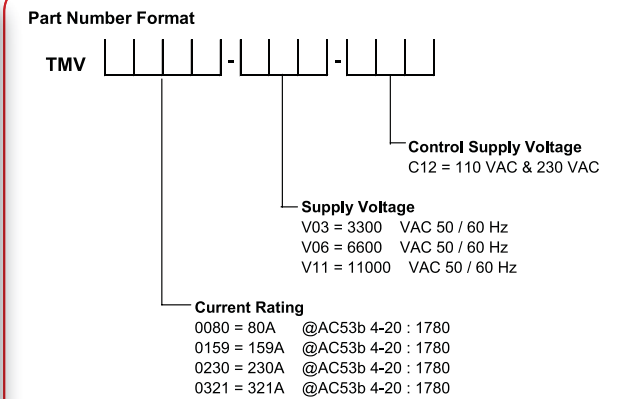 Part Number Format
TMV - -
Control Supply Voltage
C12 = 110 VAC & 230 VAC
Supply Voltage
V03 = 3300 VAC 50 / 60 Hz
V06 = 6600 VAC 50 / 60 Hz
V11 = 11000 VAC 50 / 60 Hz
Current Rating
0080 = 80A @AC53b 4-20 : 1780
0159 = 159A @AC53b 4-20 : 1780
0230 = 230A @AC53b 4-20 : 1780
0321 = 321A @AC53b 4-20 : 1780